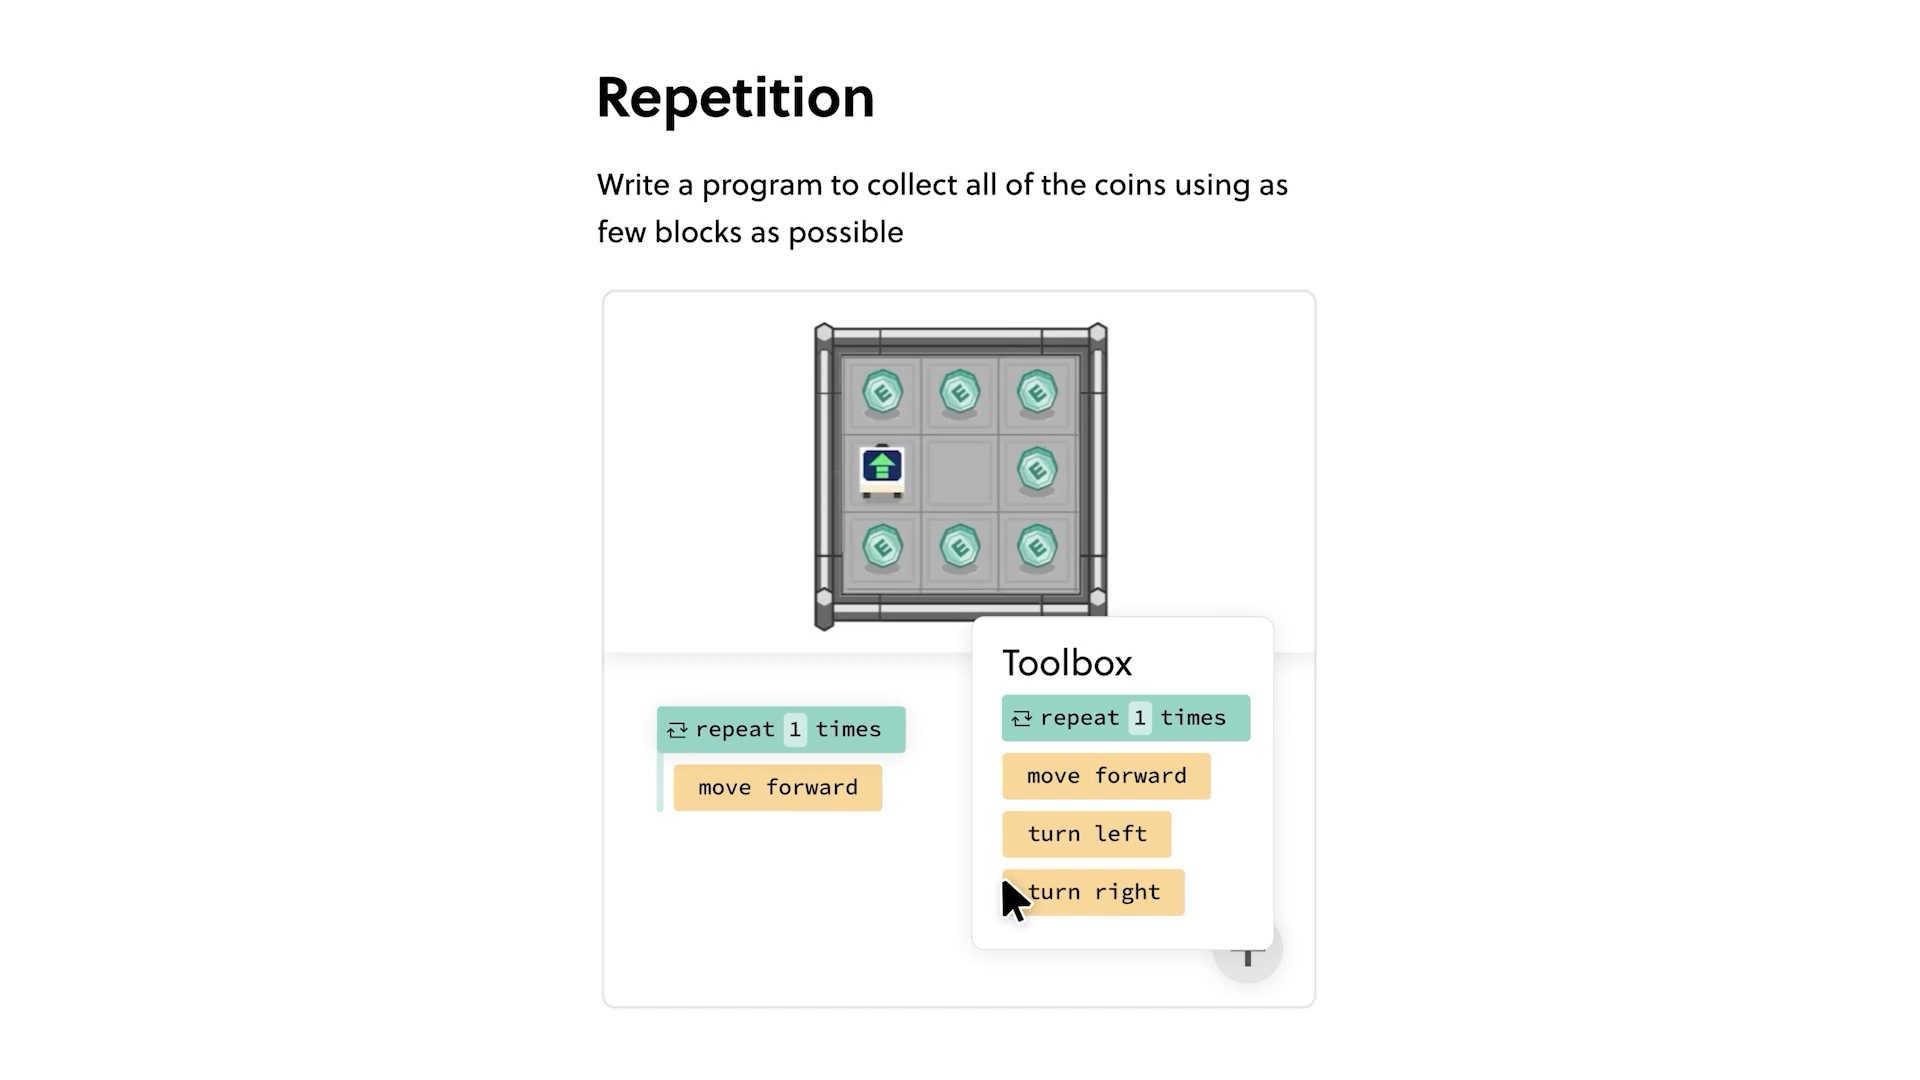 Repetition
Write a program to collect all of the coins using as
few blocks as possible
E E E
E
E E E
repeat 1 times
move forward
Toolbox
repeat 1 times
move forward
turn left
turn right